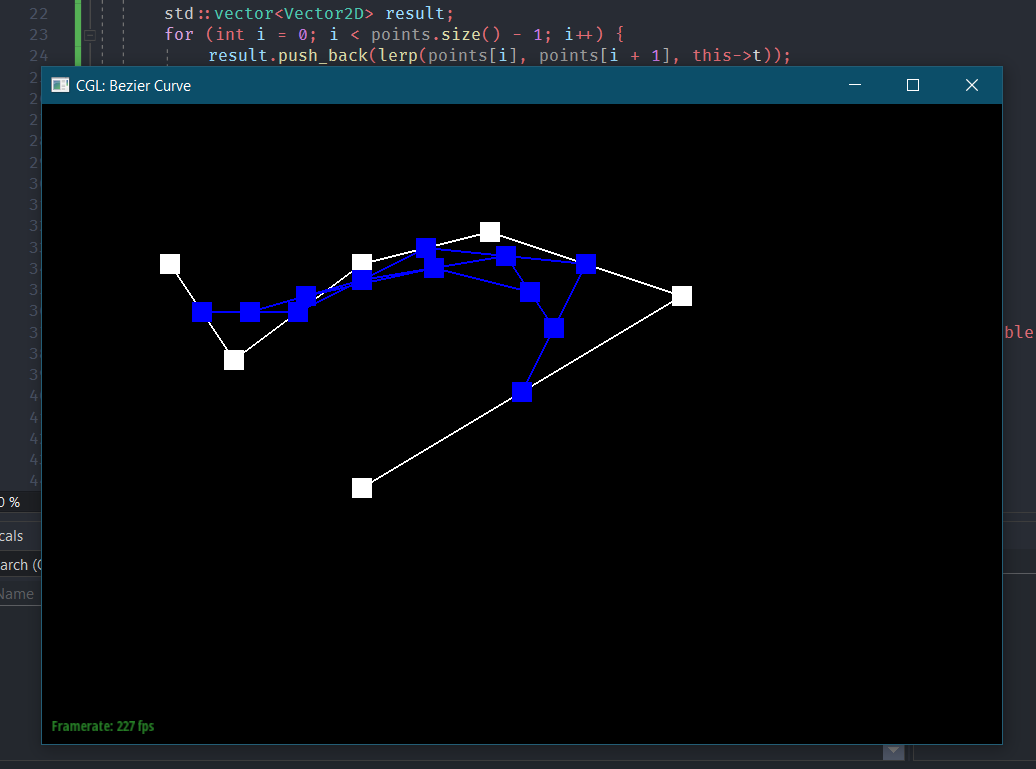 22 std::vector<Vector2D> result;
23 for (int i = 0; i < points.size() - 1; i++) {
24 result.push_back(lerp(points[i], points[i + 1], this->t));
CGL: Bezier Curve
ble
0 %
cals
arch (C
Name
Framerate: 227 fps